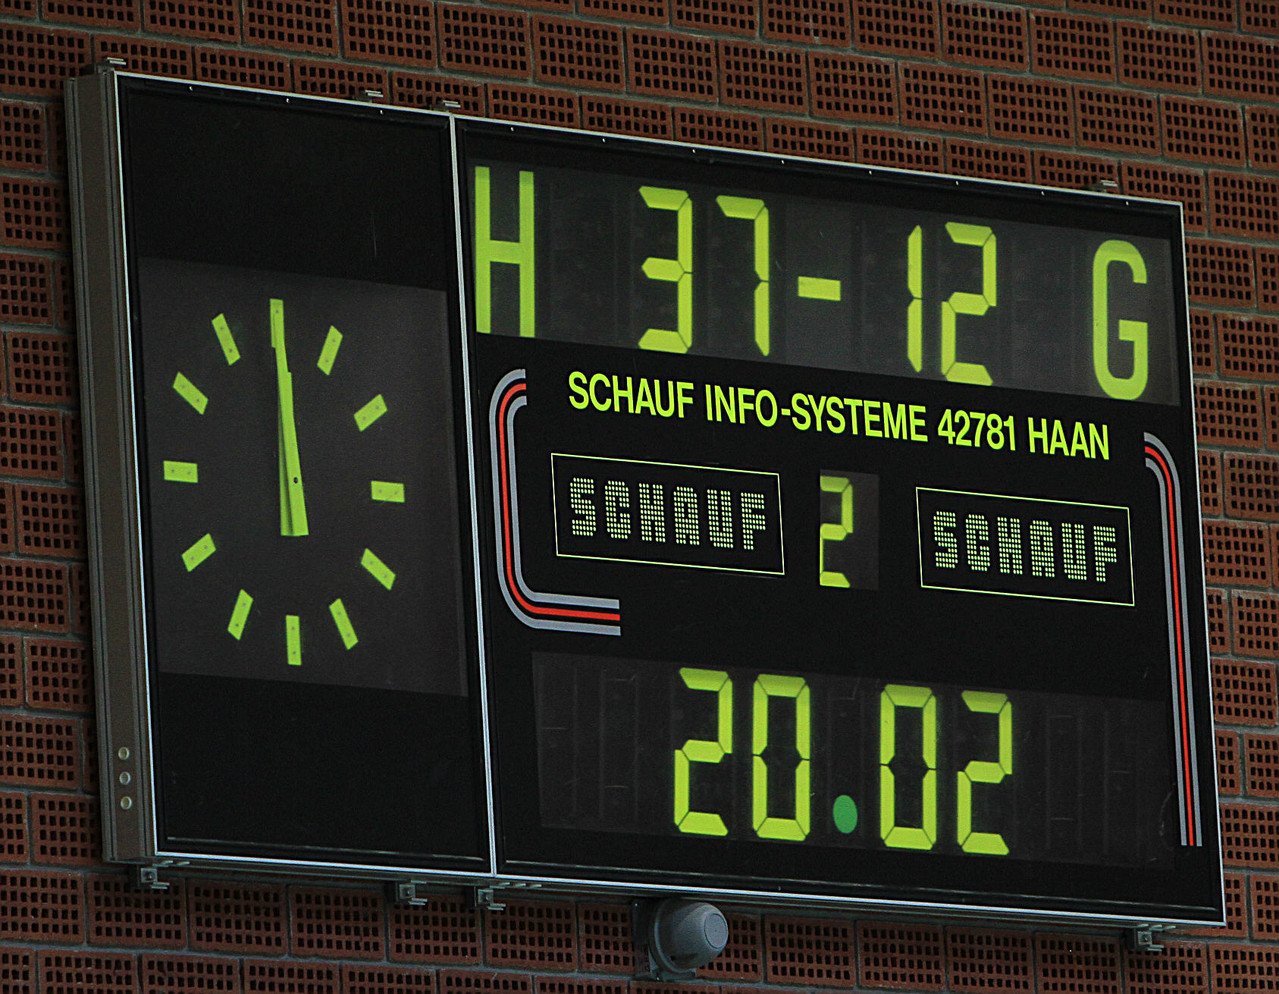 H 37-12 G
SCHAUF INFO-SYSTEME 42781 HAAN
SCHAUF 2 SCHAUF
20.02